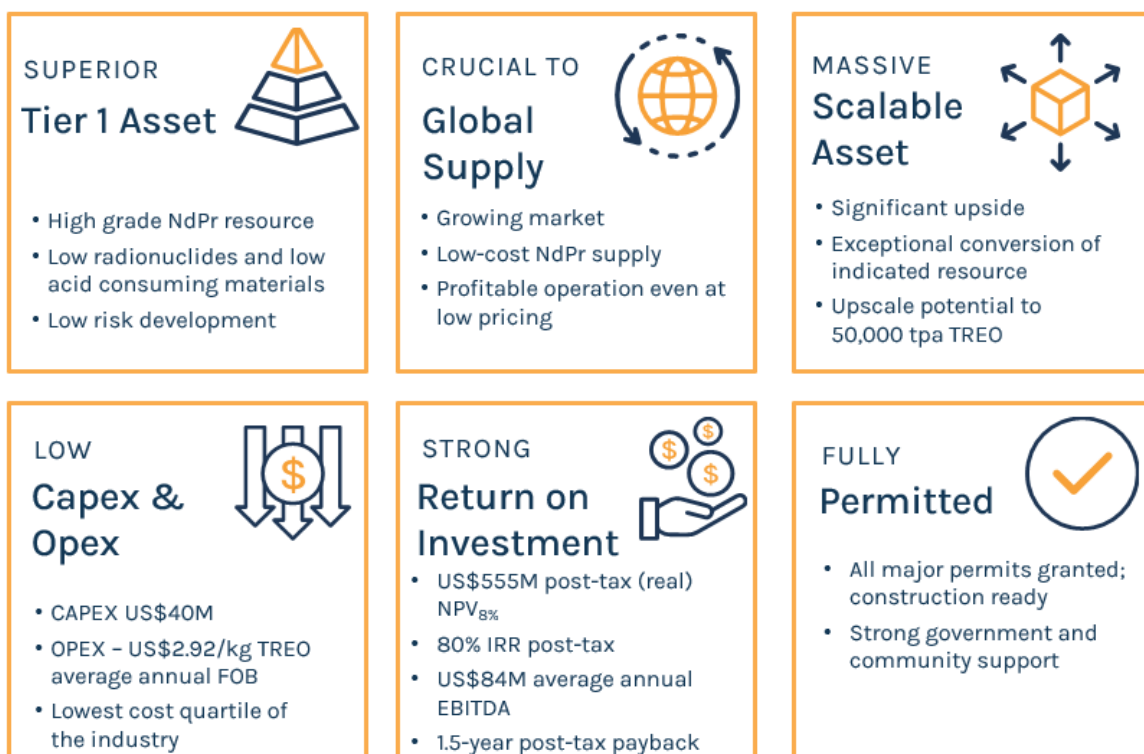 SUPERIOR
Tier 1 Asset
• High grade NdPr resource
• Low radionuclides and low
acid consuming materials
• Low risk development
CRUCIAL TO
Global
Supply
• Growing market
• Low-cost NdPr supply
• Profitable operation even at
low pricing
MASSIVE
Scalable
Asset
• Significant upside
• Exceptional conversion of
indicated resource
• Upscale potential to
50,000 tpa TREO
LOW
Capex &
Opex
$
• CAPEX US$40M
• OPEX – US$2.92/kg TREO
average annual FOB
• Lowest cost quartile of
the industry
STRONG
Return on
Investment
$
$
$
• US$555M post-tax (real)
NPV8%
• 80% IRR post-tax
• US$84M average annual
EBITDA
• 1.5-year post-tax payback
FULLY
Permitted
• All major permits granted;
construction ready
• Strong government and
community support